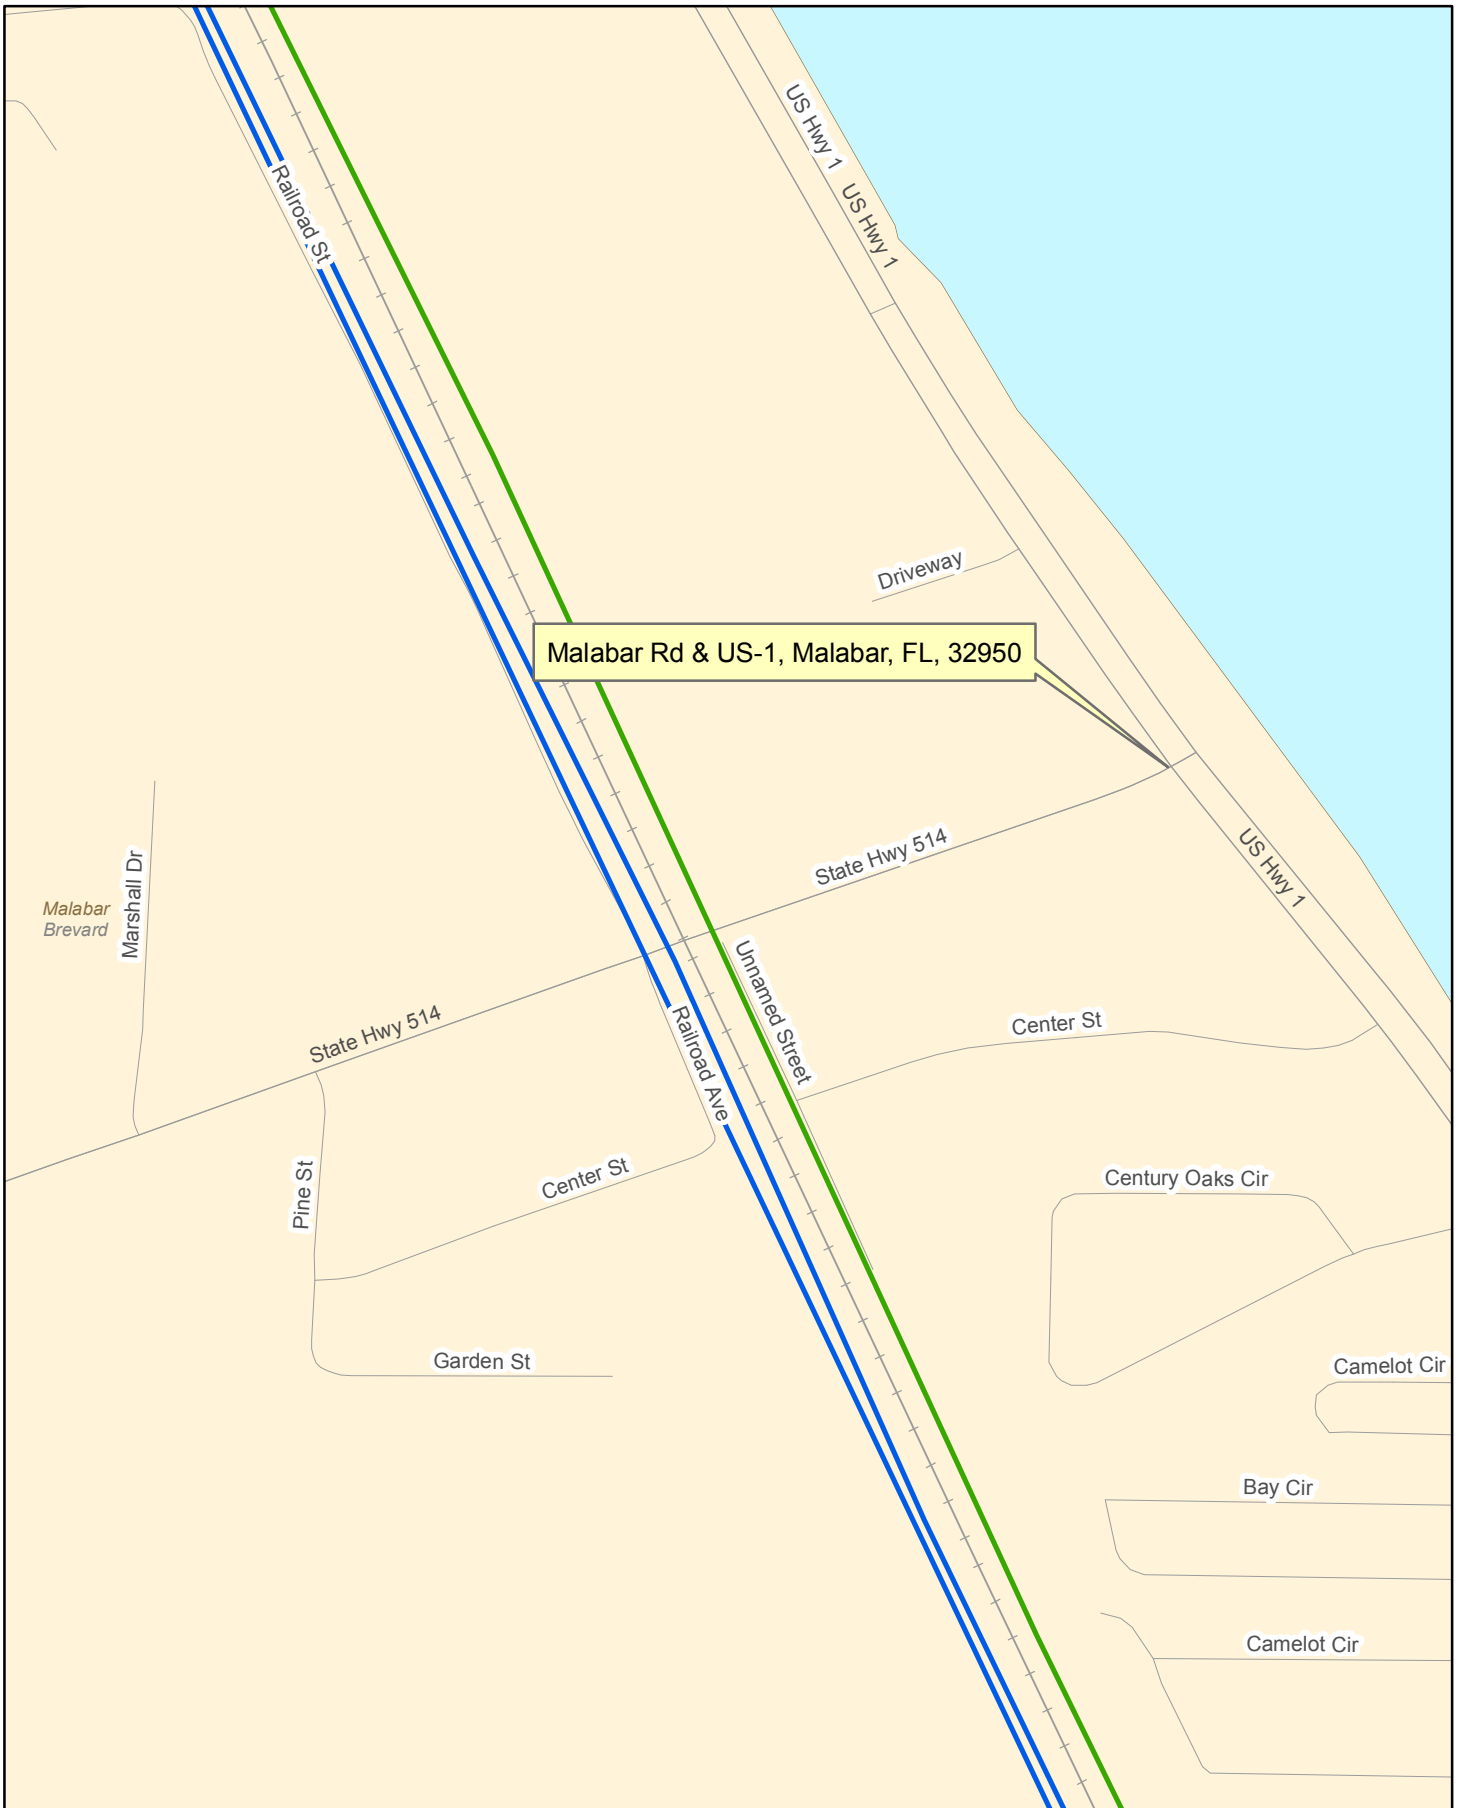 US Hwy 1
Railroad St
US Hwy 1
Driveway
Malabar Rd & US-1, Malabar, FL, 32950
State Hwy 514
US Hwy 1
Marshall Dr
Malabar
Brevard
Unnamed Street
State Hwy 514
Railroad Ave
Center St
Pine St
Center St
Century Oaks Cir
Garden St
Camelot Cir
Bay Cir
Camelot Cir